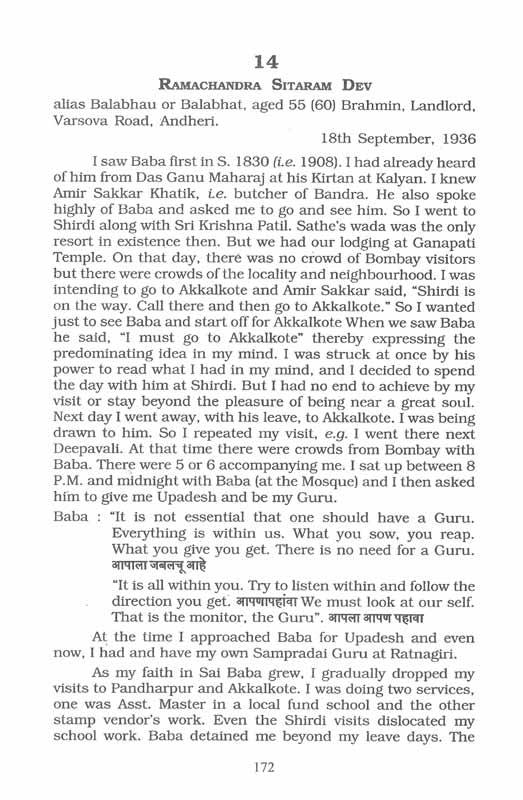 14
RAMACHANDRA SITARAM DEV
alias Balabhau or Balabhat, aged 55 (60) Brahmin, Landlord,
Varsova Road, Andheri.
18th September, 1936
I saw Baba first in S. 1830 (i.e. 1908). I had already heard
of him from Das Ganu Maharaj at his Kirtan at Kalyan. I knew
Amir Sakkar Khatik, i.e. butcher of Bandra. He also spoke
highly of Baba and asked me to go and see him. So I went to
Shirdi along with Sri Krishna Patil. Sathe's wada was the only
resort in existence then. But we had our lodging at Ganapati
Temple. On that day, there was no crowd of Bombay visitors
but there were crowds of the locality and neighbourhood. I was
intending to go to Akkalkote and Amir Sakkar said, "Shirdi is
on the way. Call there and then go to Akkalkote." So I wanted
just to see Baba and start off for Akkalkote When we saw Baba
he said, "I must go to Akkalkote" thereby expressing the
predominating idea in my mind. I was struck at once by his
power to read what I had in my mind, and I decided to spend
the day with him at Shirdi. But I had no end to achieve by my
visit or stay beyond the pleasure of being near a great soul.
Next day I went away, with his leave, to Akkalkote. I was being
drawn to him. So I repeated my visit, e.g. I went there next
Deepavali. At that time there were crowds from Bombay with
Baba. There were 5 or 6 accompanying me. I sat up between 8
P.M. and midnight with Baba (at the Mosque) and I then asked
him to give me Upadesh and be my Guru.
Baba : "It is not essential that one should have a Guru.
Everything is within us. What you sow, you reap.
What you give you get. There is no need for a Guru.
आपाला जबलचू आहे
"It is all within you. Try to listen within and follow the
direction you get. आपणापहांवा We must look at our self.
That is the monitor, the Guru". आपला आपण पहावा
At the time I approached Baba for Upadesh and even
now, I had and have my own Sampradai Guru at Ratnagiri.
As my faith in Sai Baba grew, I gradually dropped my
visits to Pandharpur and Akkalkote. I was doing two services,
one was Asst. Master in a local fund school and the other
stamp vendor's work. Even the Shirdi visits dislocated my
school work. Baba detained me beyond my leave days. The
172